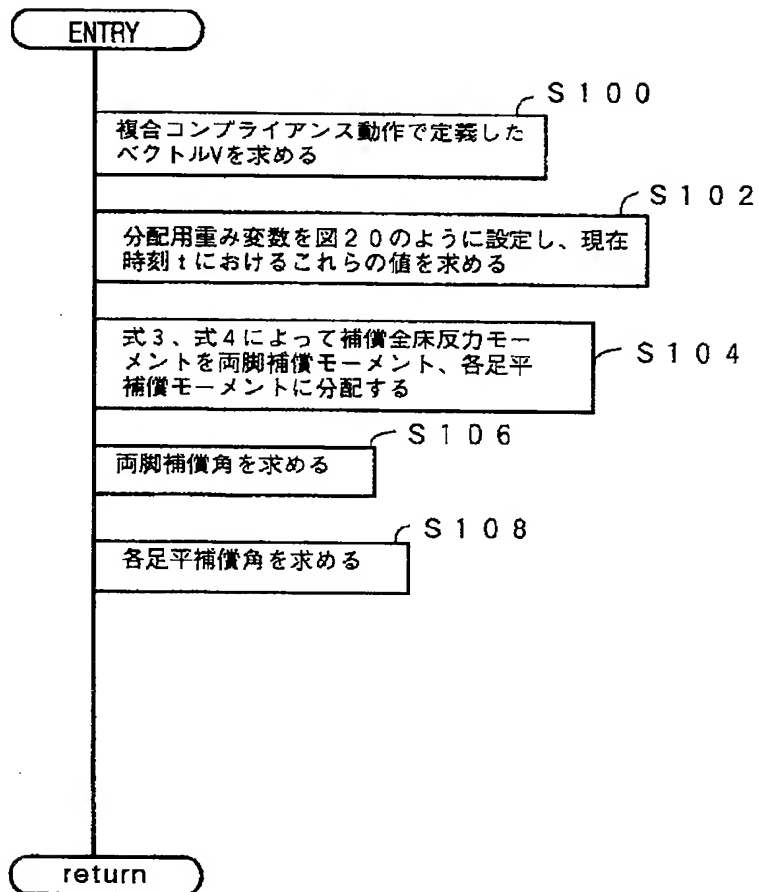 ENTRY
S100
複合コンプライアンス動作で定義した
ベクトルVを求める
S102
分配用重み変数を図20のように設定し、現在
時刻tにおけるこれらの値を求める
S104
式3、式4によって補償全床反力モー
メントを両脚補償モーメント、各足平
補償モーメントに分配する
S106
両脚補償角を求める
S108
各足平補償角を求める
return